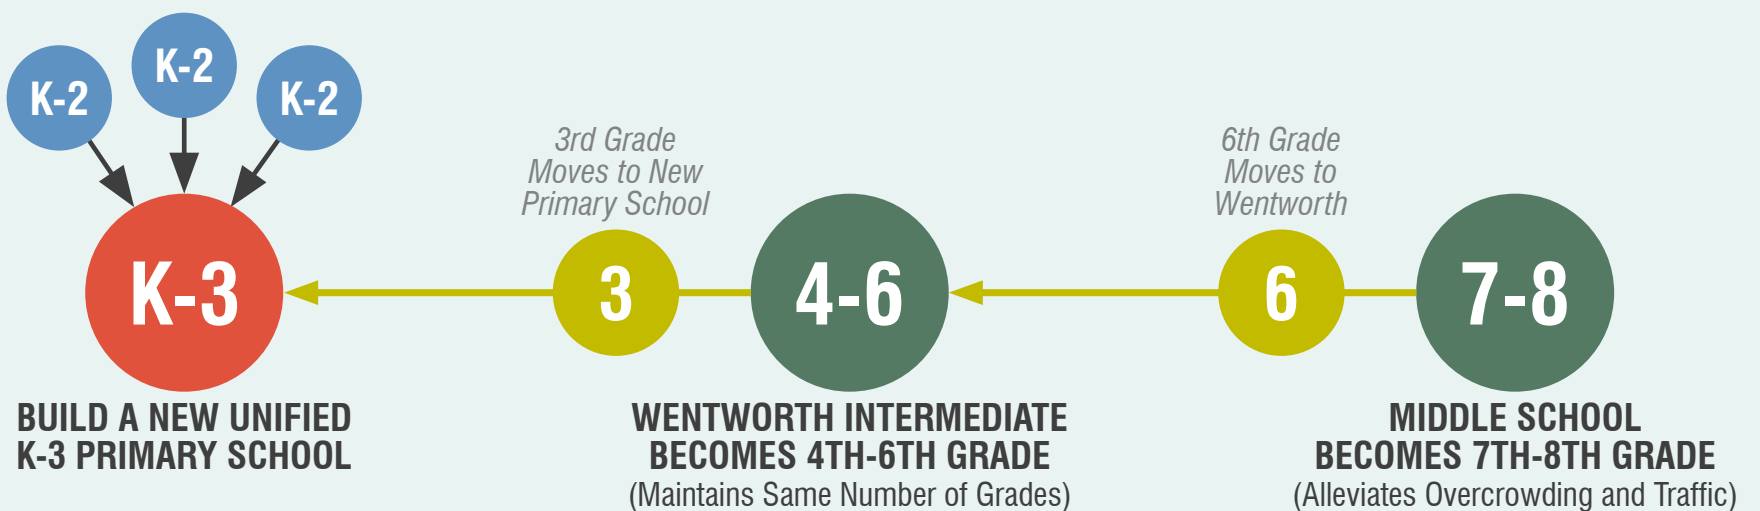 K-2
K-2
K-2
3rd Grade
Moves to New
Primary School
6th Grade
Moves to
Wentworth
K-3
3
4-6
6
7-8
BUILD A NEW UNIFIED
K-3 PRIMARY SCHOOL
WENTWORTH INTERMEDIATE
BECOMES 4TH-6TH GRADE
(Maintains Same Number of Grades)
MIDDLE SCHOOL
BECOMES 7TH-8TH GRADE
(Alleviates Overcrowding and Traffic)